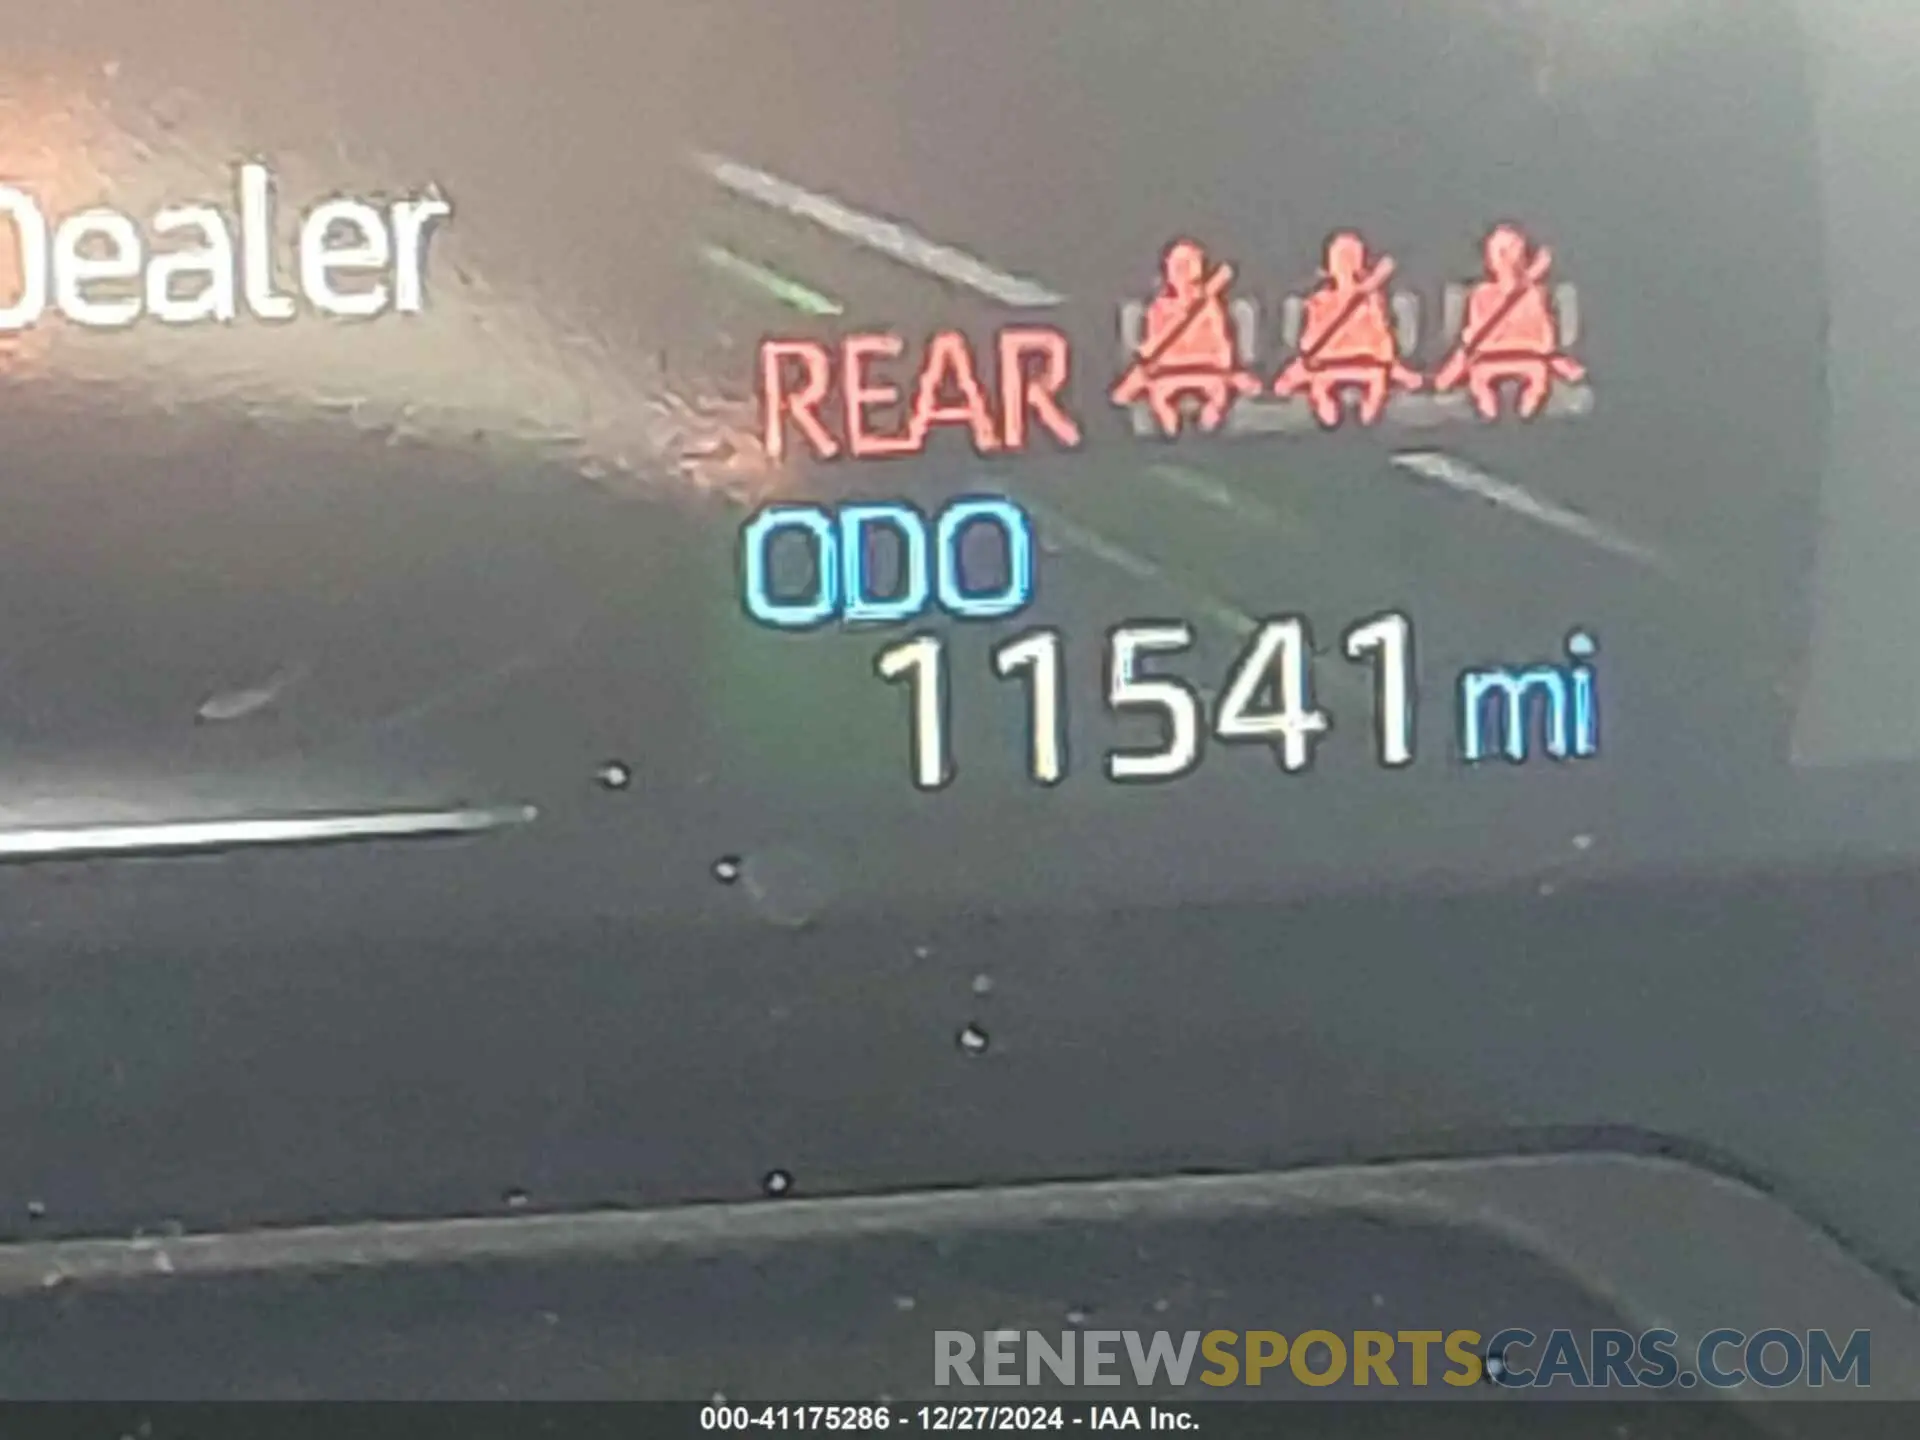 Dealer
REAR
ODO
11541 mi
RENEWSPORTSCARS.COM
000-41175286 - 12/27/2024 - IAA Inc.